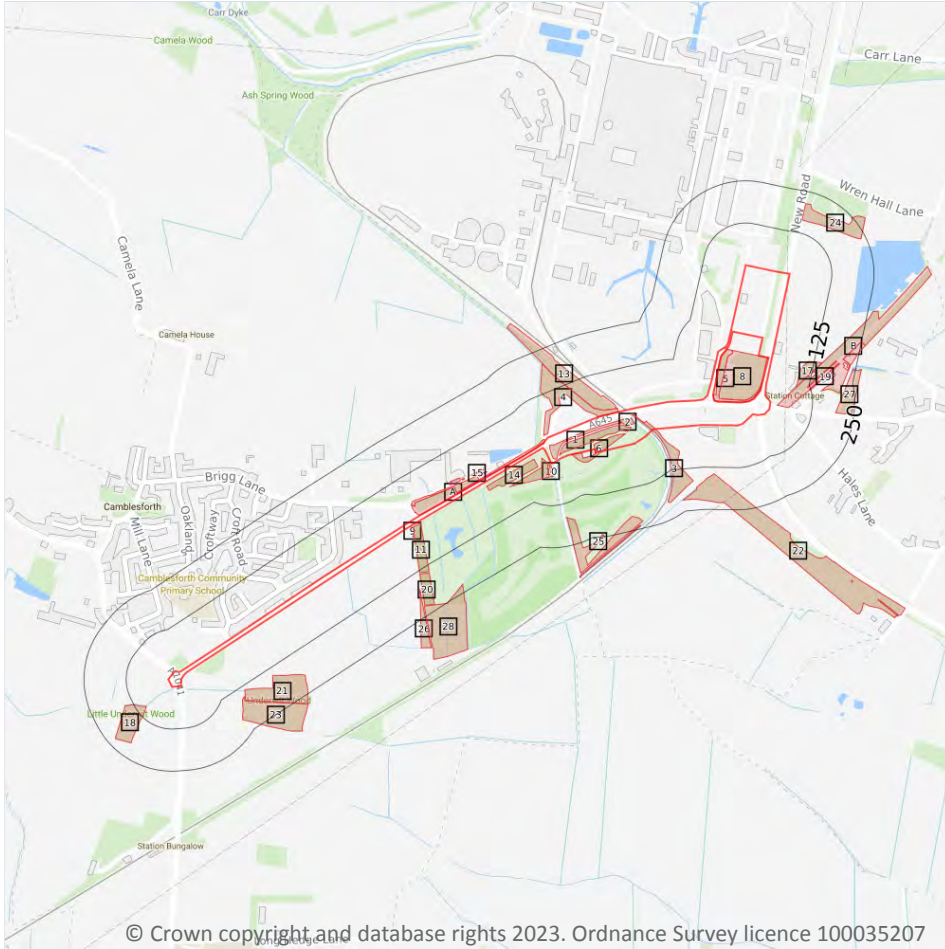 Carr Dyke
Camela Wood
Carr Lane
Ash Spring Wood
Wren Hall Lane
New Road
24
Camela Lane
Camela House
125
B
13
17
19
5
8
4
27
Station Cottage
250
A645
2
1
6
Brigg Lane
15
14
10
3
Hales Lane
A
Camblesforth
Oakland
Croftway
Croft Road
Mill Lane
9
11
25
22
Camblesforth Community
Primary School
20
26
28
A1041
21
23
18
Station Bungalow
© Crown copyright and database rights 2023. Ordnance Survey licence 100035207